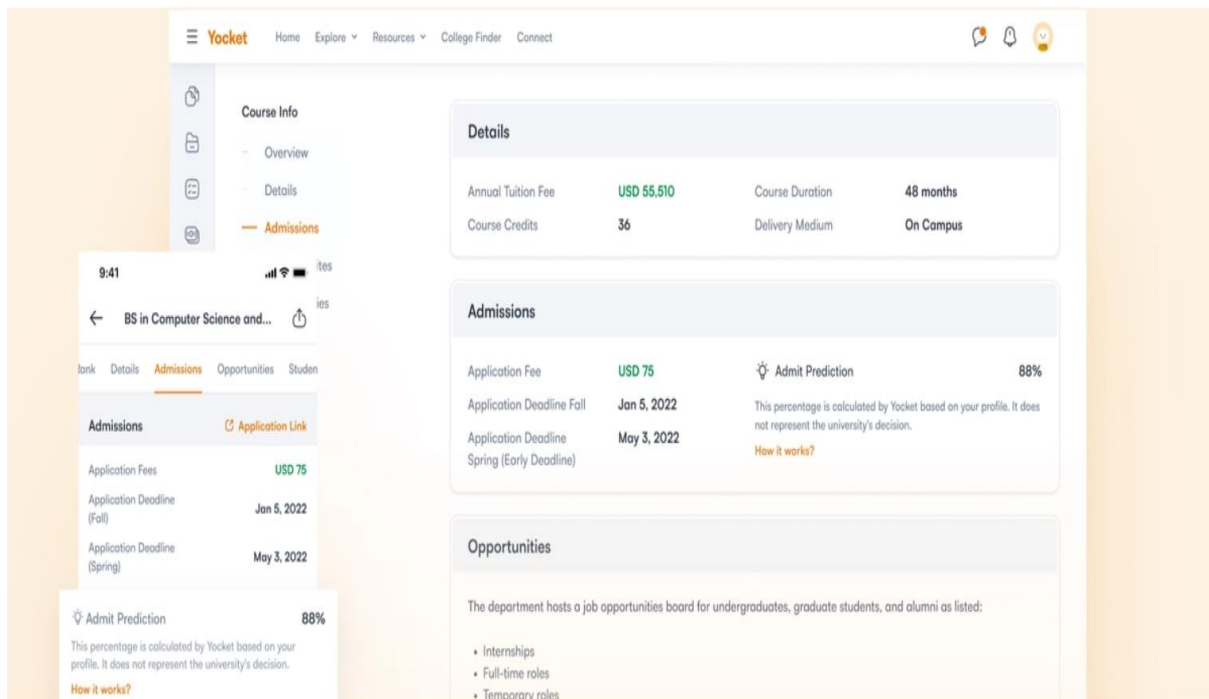 Yocket Home Explore Resources College Finder Connect
Course Info
Overview
Details
Admissions
Details
Annual Tuition Fee USD 55,510 Course Duration 48 months
Course Credits 36 Delivery Medium On Campus
Admissions
Application Fee USD 75 Admit Prediction 88%
Application Deadline Fall Jan 5, 2022
This percentage is calculated by Yocket based on your profile. It does
not represent the university's decision.
Application Deadline May 3, 2022
Spring (Early Deadline)
How it works?
Opportunities
The department hosts a job opportunities board for undergraduates, graduate students, and alumni as listed:
• Internships
• Full-time roles
• Temporary roles
9:41
BS in Computer Science and...
Details Admissions Opportunities Studen
Admissions Application Link
Application Fees USD 75
Application Deadline
(Fall) Jan 5, 2022
Application Deadline
(Spring) May 3, 2022
Admit Prediction 88%
This percentage is calculated by Yocket based on your
profile. It does not represent the university's decision.
How it works?